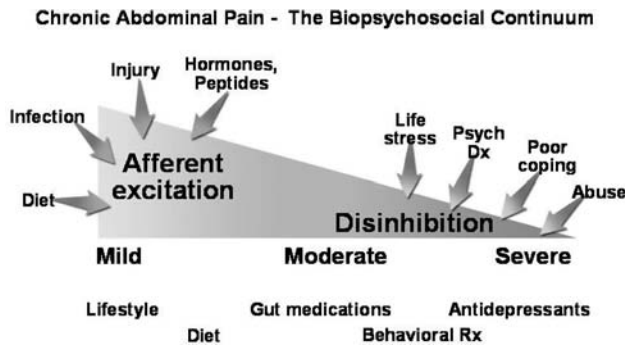 Chronic Abdominal Pain - The Biopsychosocial Continuum
Injury
Hormones,
Peptides
Infection
Diet
Afferent
excitation
Life
stress
Psych
Dx
Poor
coping
Abuse
Disinhibition
Mild
Moderate
Severe
Lifestyle
Gut medications
Antidepressants
Diet
Behavioral Rx